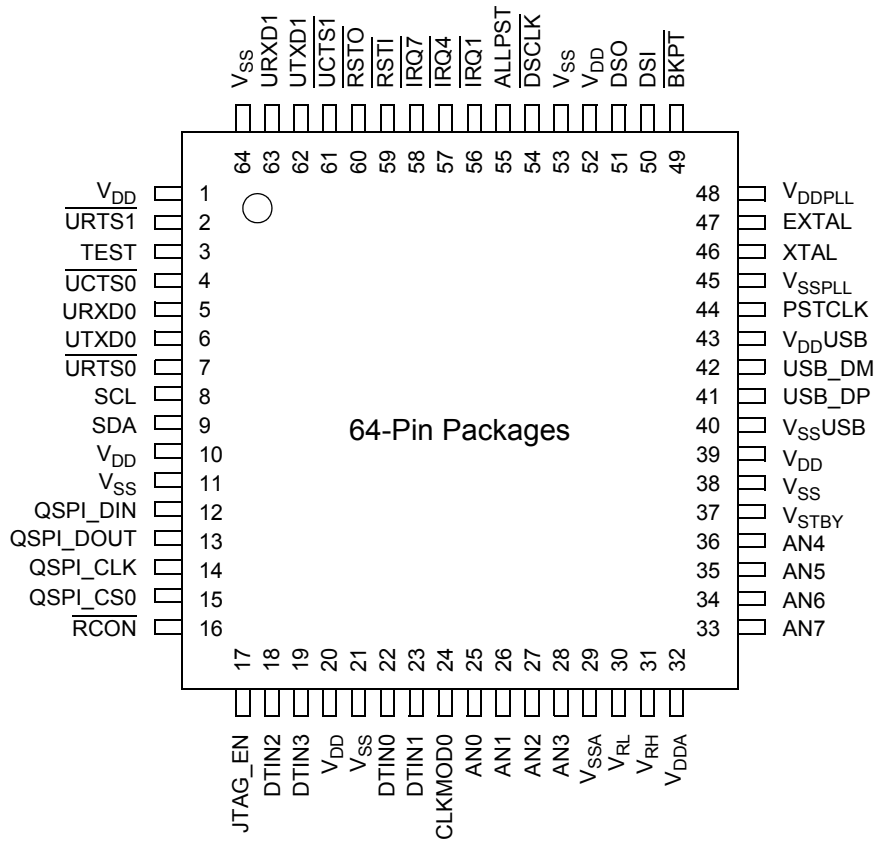 VSS
URXD1
UTXD1
UCTS1
RSTO
RSTI
IRQ7
IRQ4
IRQ1
ALLPST
DSCLK
VSS
VDD
DSO
DSI
BKPT
64
63
62
61
60
59
58
57
56
55
54
53
52
51
50
49
VDD 1
URTS1 2
TEST 3
UCTS0 4
URXD0 5
UTXD0 6
URTS0 7
SCL 8
SDA 9
VDD 10
VSS 11
QSPI_DIN 12
QSPI_DOUT 13
QSPI_CLK 14
QSPI_CS0 15
RCON 16
64-Pin Packages
48 VDDPLL
47 EXTAL
46 XTAL
45 VSSPLL
44 PSTCLK
43 VDDUSB
42 USB_DM
41 USB_DP
40 VSSUSB
39 VDD
38 VSS
37 VSTBY
36 AN4
35 AN5
34 AN6
33 AN7
17
18
19
20
21
22
23
24
25
26
27
28
29
30
31
32
JTAG_EN
DTIN2
DTIN3
VDD
VSS
DTIN0
DTIN1
CLKMOD0
AN0
AN1
AN2
AN3
VSSA
VRL
VRH
VDDA